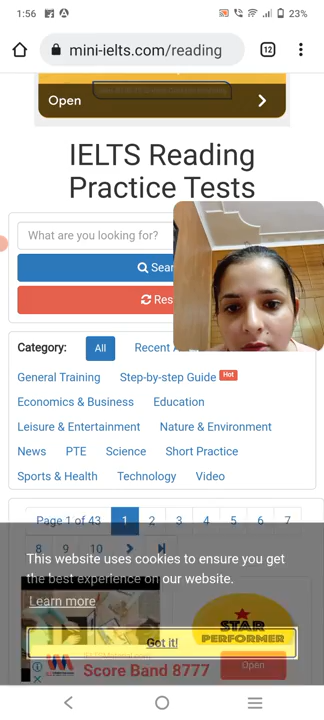 1:56
23%
mini-ielts.com/reading
12
Open
IELTS Reading
Practice Tests
What are you looking for?
Category:
All
Recent
General Training
Step-by-step Guide
Hot
Economics & Business
Education
Leisure & Entertainment
Nature & Environment
News
PTE
Science
Short Practice
Sports & Health
Technology
Video
Page 1 of 43
1
2
3
4
5
6
7
8
9
10
This website uses cookies to ensure you get
the best experience on our website.
Learn more
Got it!
STAR
PERFORMER
Score Band 8777
Open